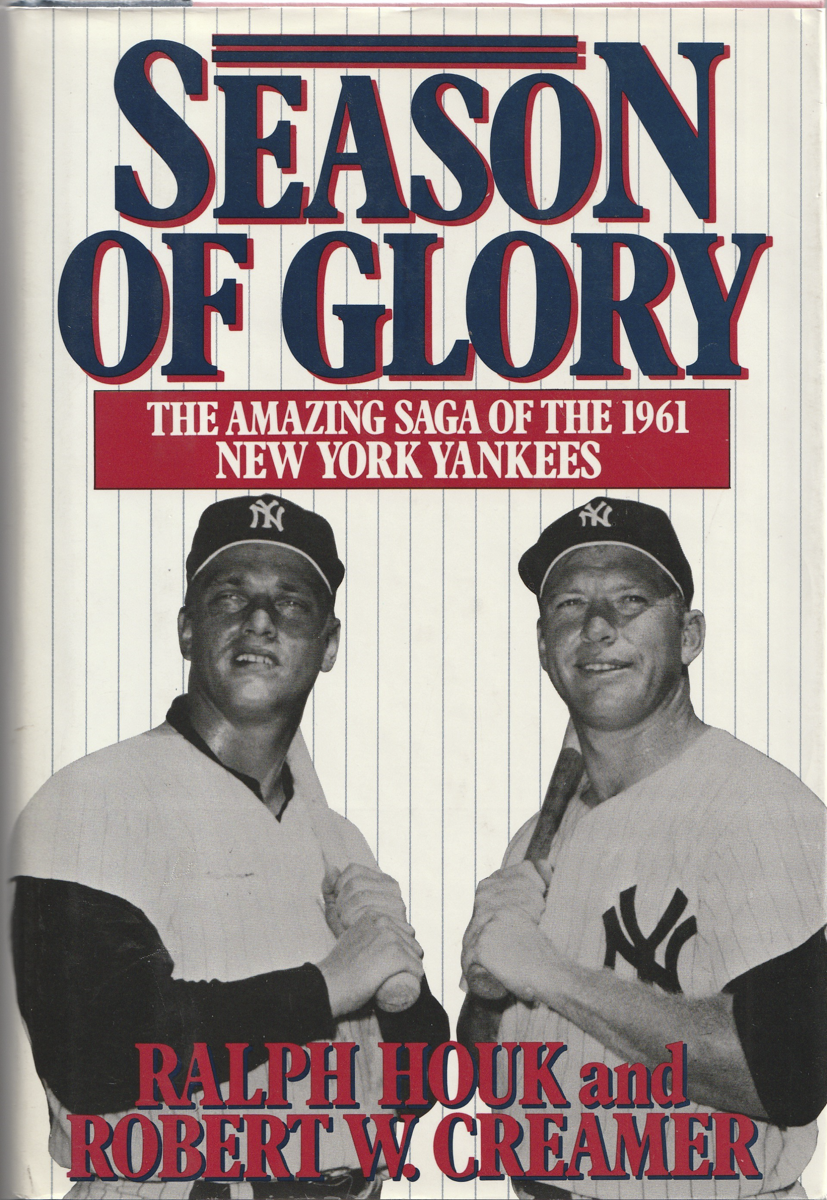 SEASON
OF GLORY
THE AMAZING SAGA OF THE 1961
NEW YORK YANKEES
NY
NY
NY
RALPH HOUK and
ROBERT W. CREAMER